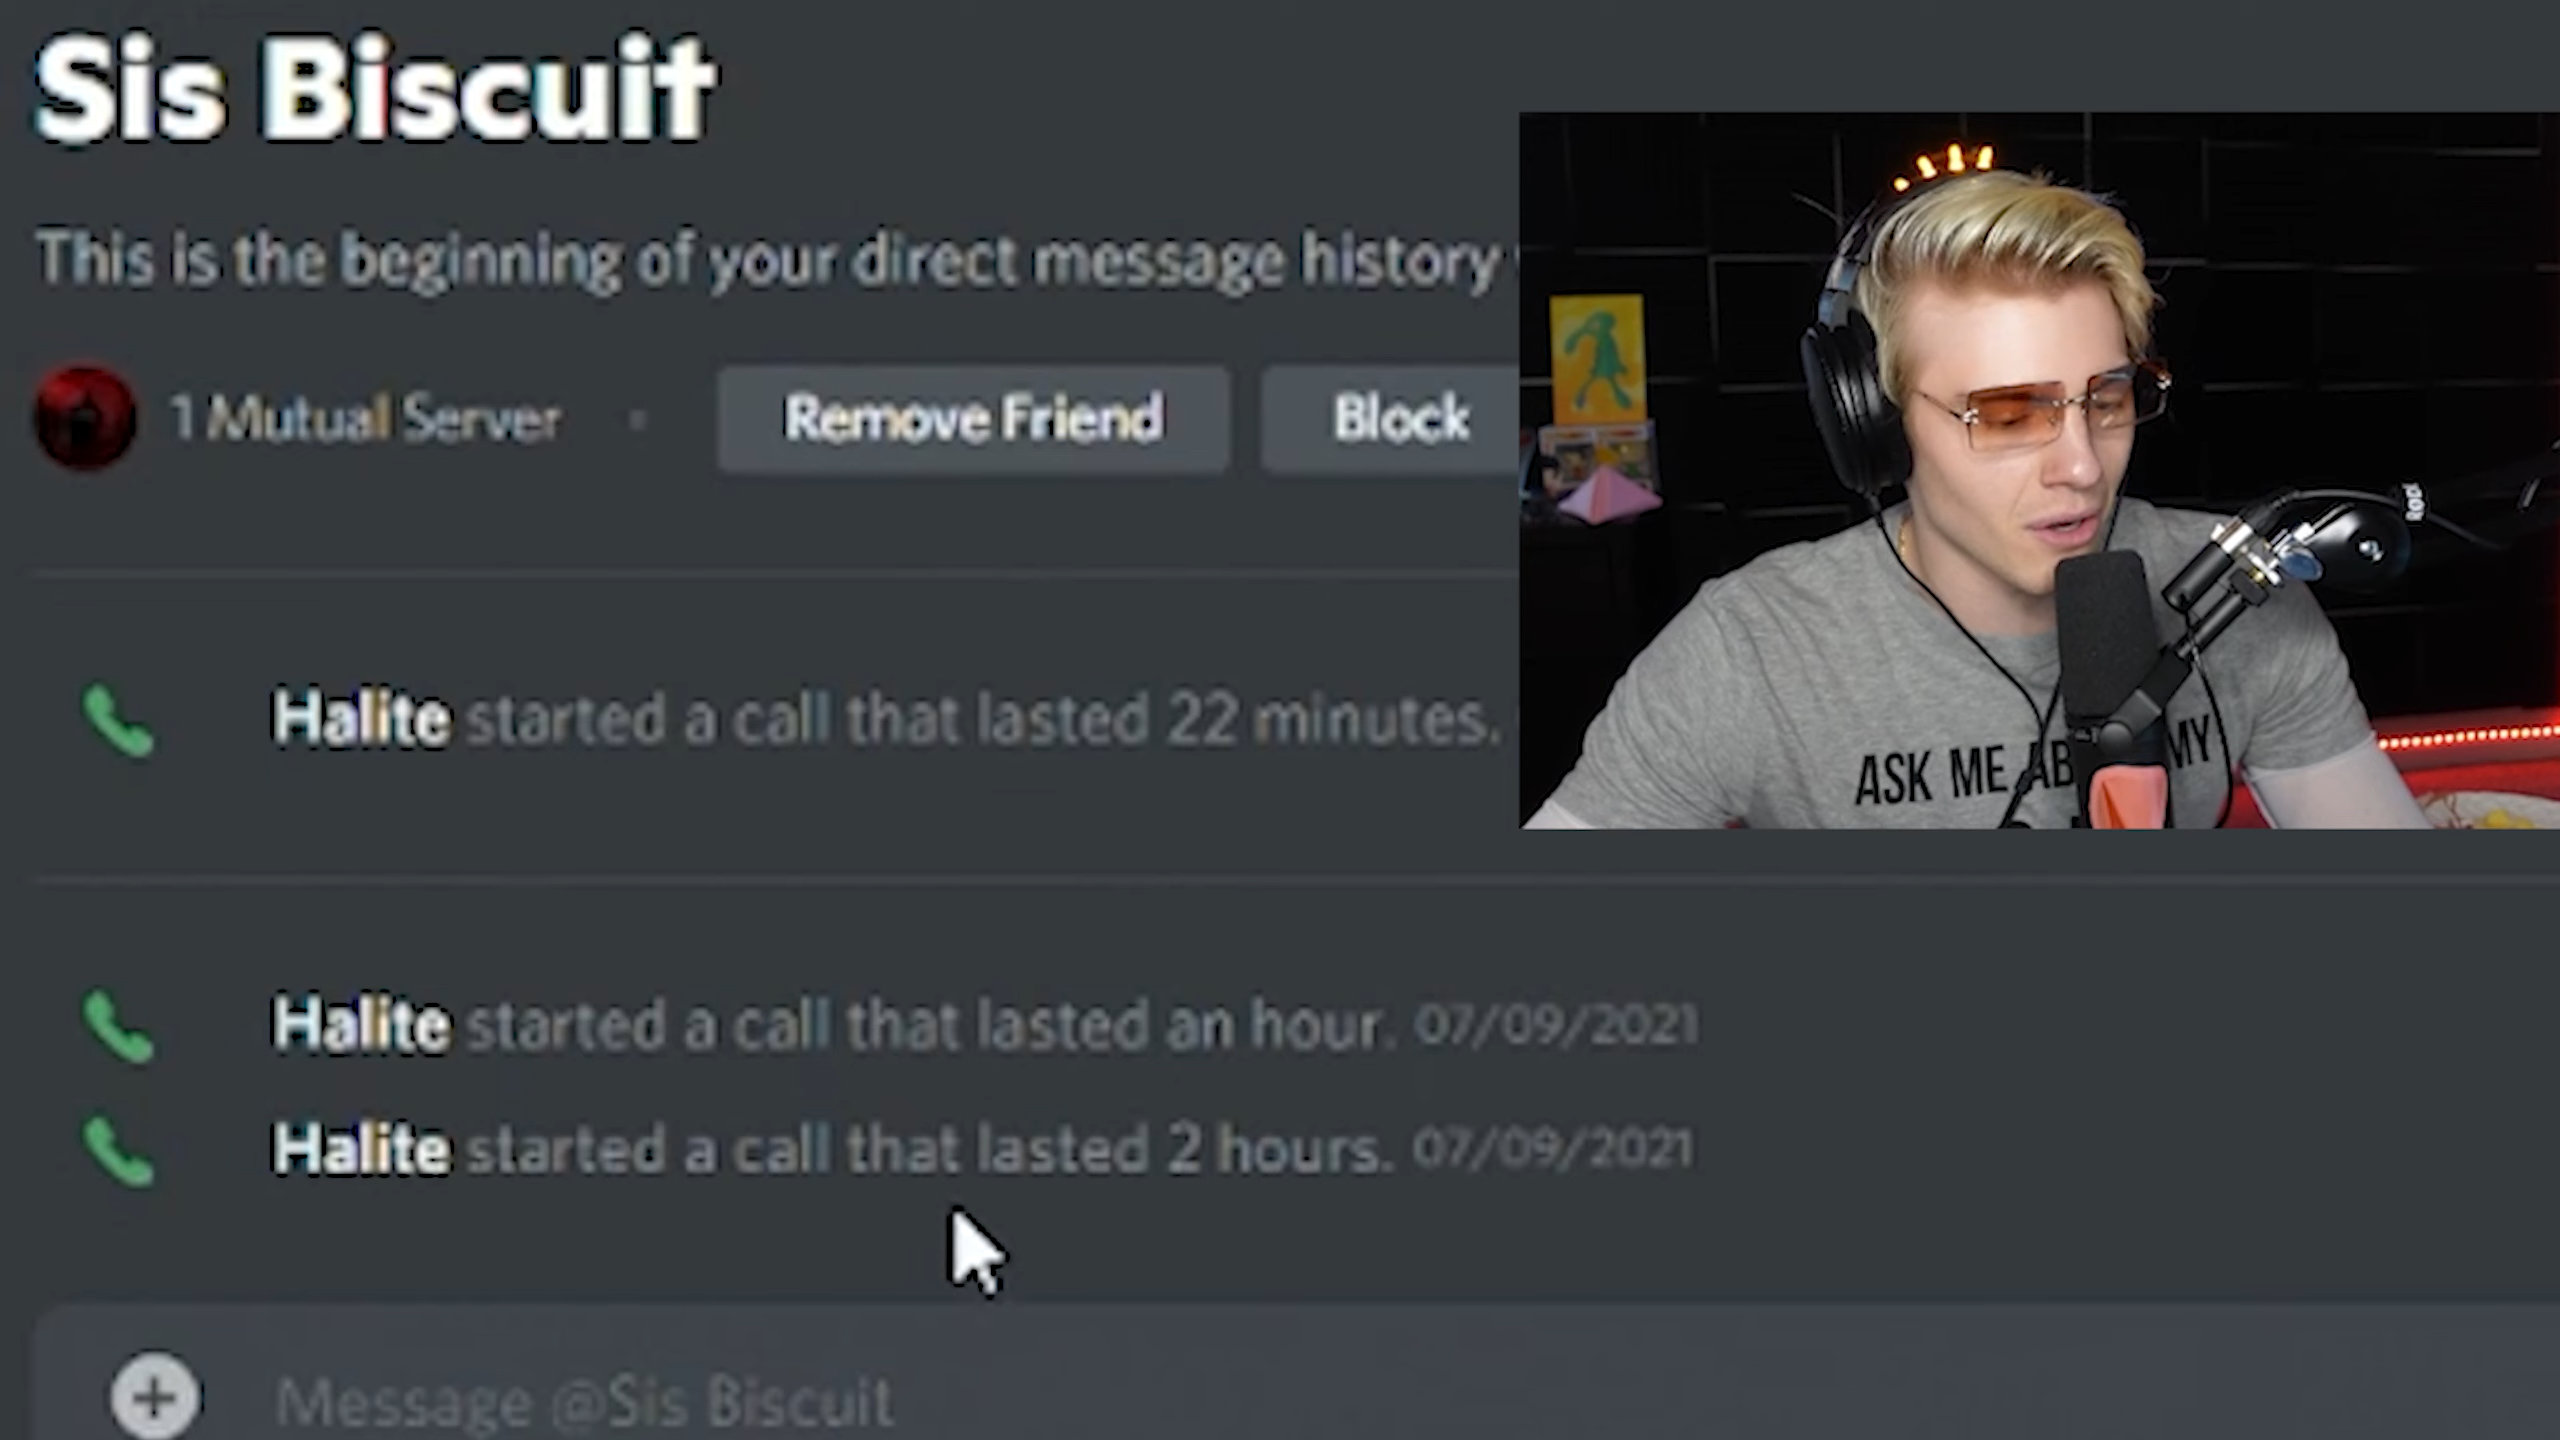 Sis Biscuit
This is the beginning of your direct message history
1 Mutual Server
Remove Friend
Block
Halite started a call that lasted 22 minutes.
Halite started a call that lasted an hour. 07/09/2021
Halite started a call that lasted 2 hours. 07/09/2021
Message @Sis Biscuit
ASK ME AB MY
RODE